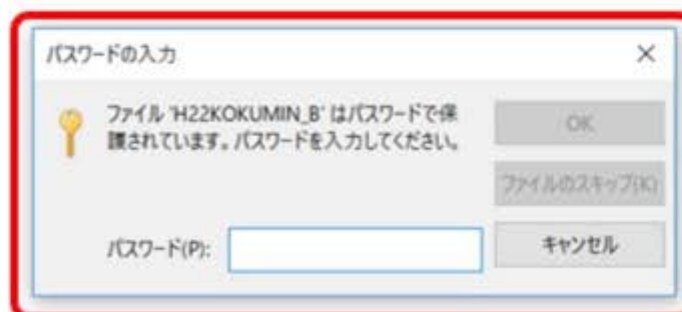 パスワードの入力
ファイル 'H22KOKUMIN_B' はパスワードで保
護されています。パスワードを入力してください。
OK
ファイルのスキップ(K)
パスワード(P):
キャンセル